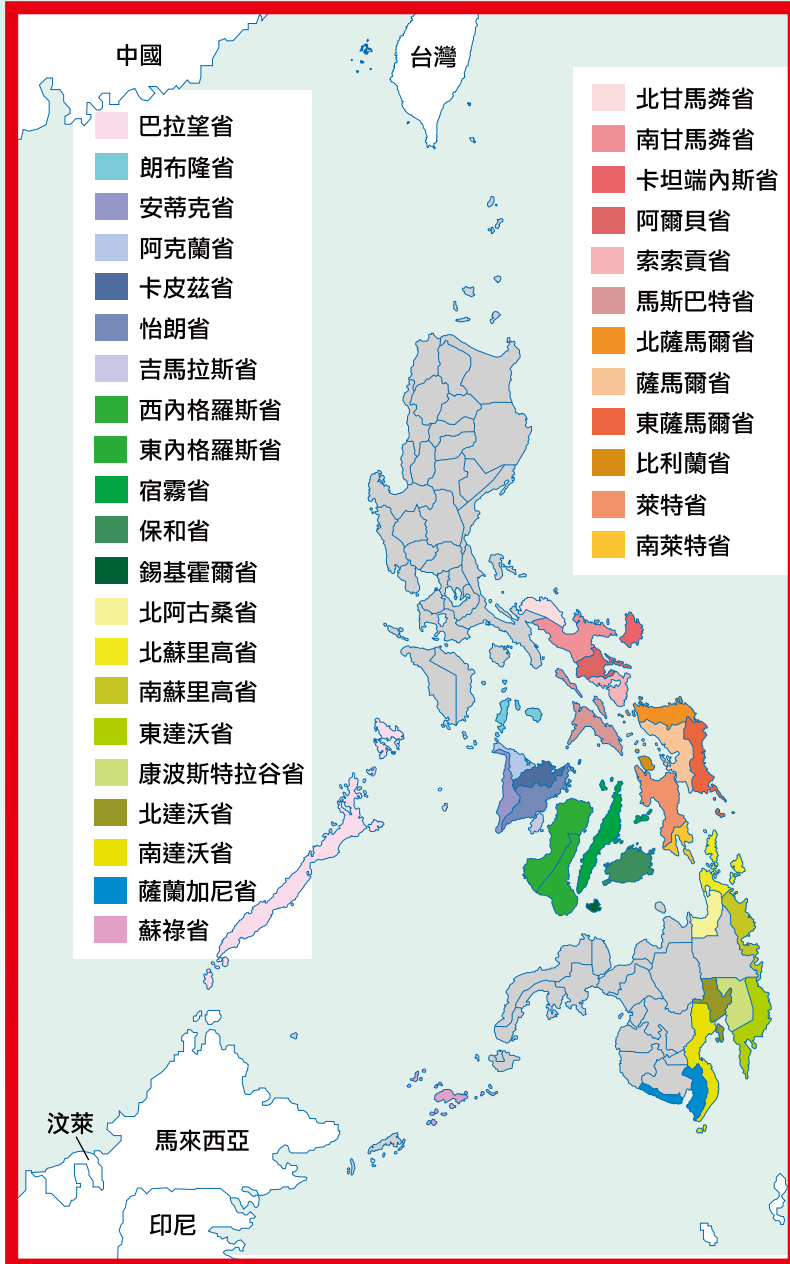 中國
台灣
巴拉望省
朗布隆省
安蒂克省
阿克蘭省
卡皮茲省
怡朗省
吉馬拉斯省
西內格羅斯省
東內格羅斯省
宿霧省
保和省
錫基霍爾省
北阿古桑省
北蘇里高省
南蘇里高省
東達沃省
康波斯特拉谷省
北達沃省
南達沃省
薩蘭加尼省
蘇祿省
北甘馬粦省
南甘馬粦省
卡坦端內斯省
阿爾貝省
索索貢省
馬斯巴特省
北薩馬爾省
薩馬爾省
東薩馬爾省
比利蘭省
萊特省
南萊特省
汶萊
馬來西亞
印尼